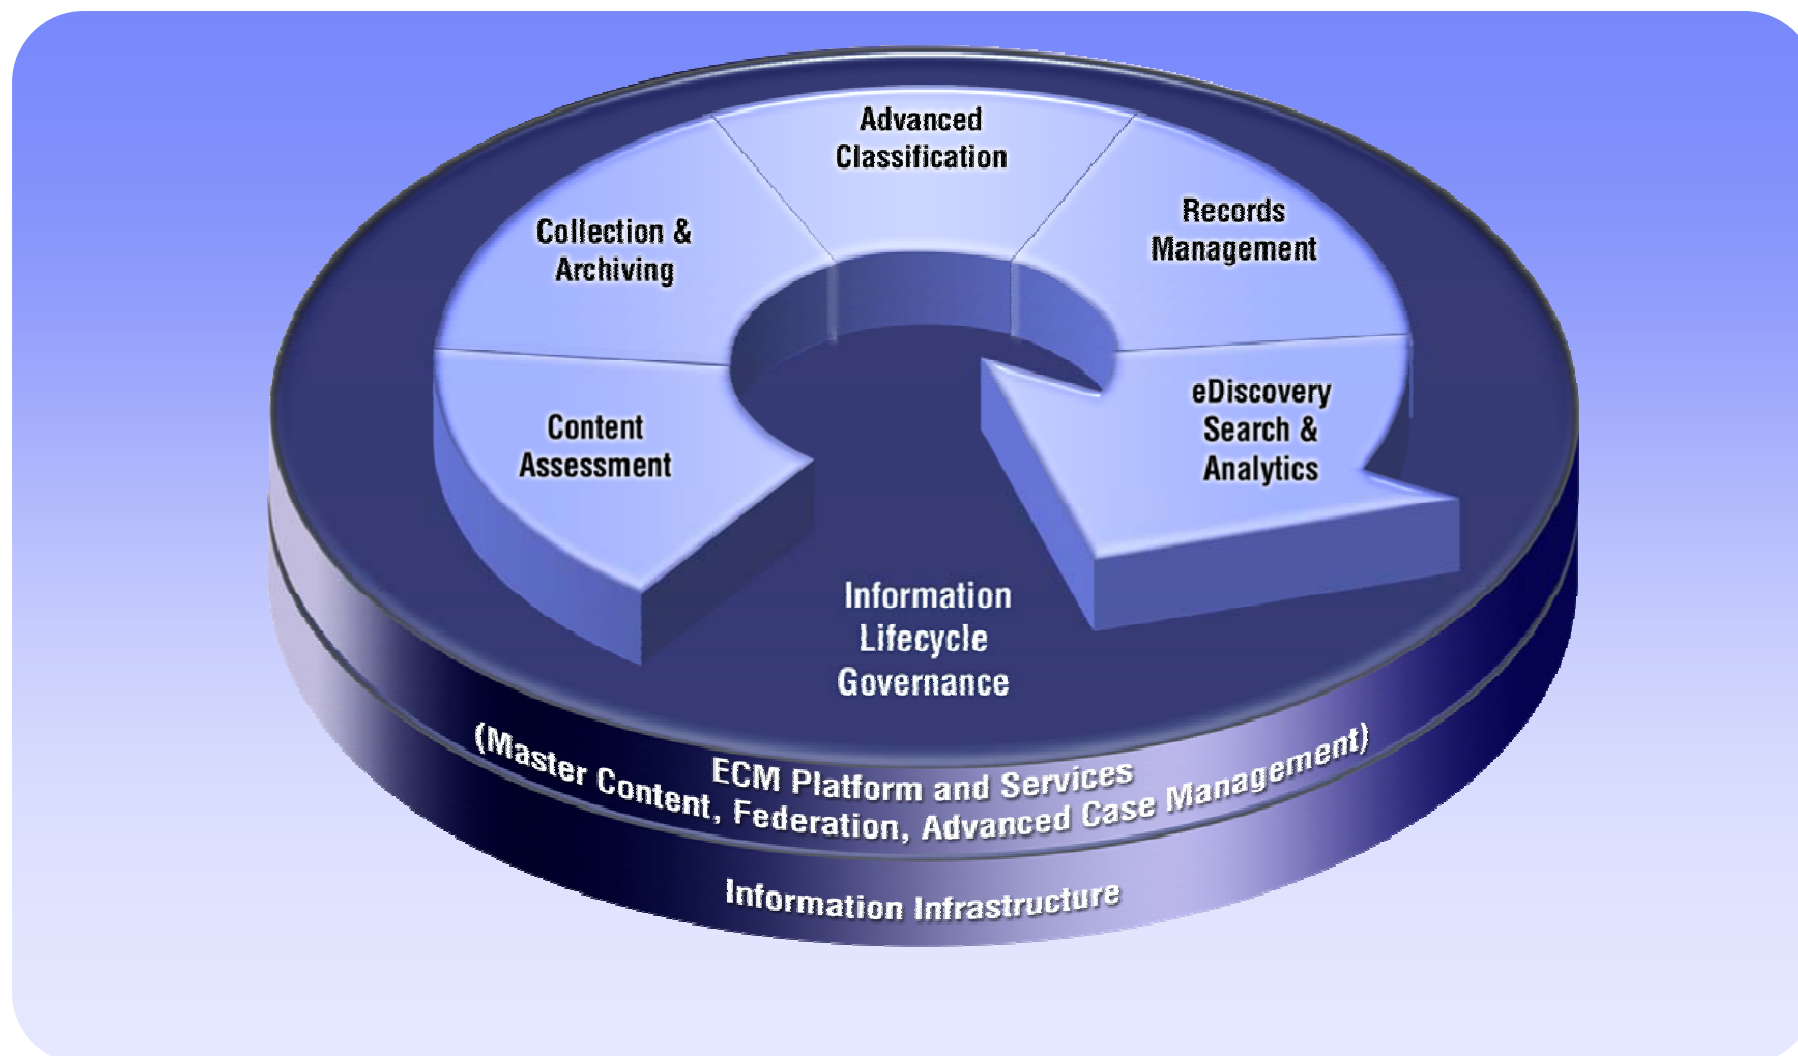 Advanced
Classification
Collection &
Archiving
Records
Management
Content
Assessment
eDiscovery
Search &
Analytics
Information
Lifecycle
Governance
ECM Platform and Services
(Master Content, Federation, Advanced Case Management)
Information Infrastructure